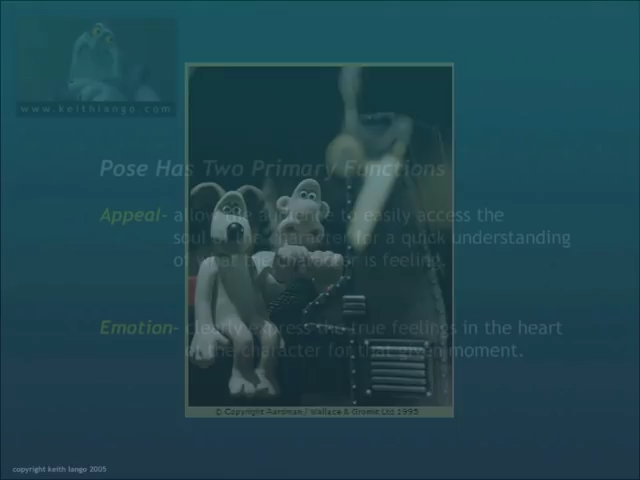 www.keithlango.com
Pose Has Two Primary Functions
Appeal- allow the audience to easily access the
soul of the character for a quick understanding
of what the character is feeling.
Emotion- clearly express the true feelings in the heart
of the character for that given moment.
© Copyright Aardman / Wallace & Gromit Ltd 1995
copyright keith lango 2005